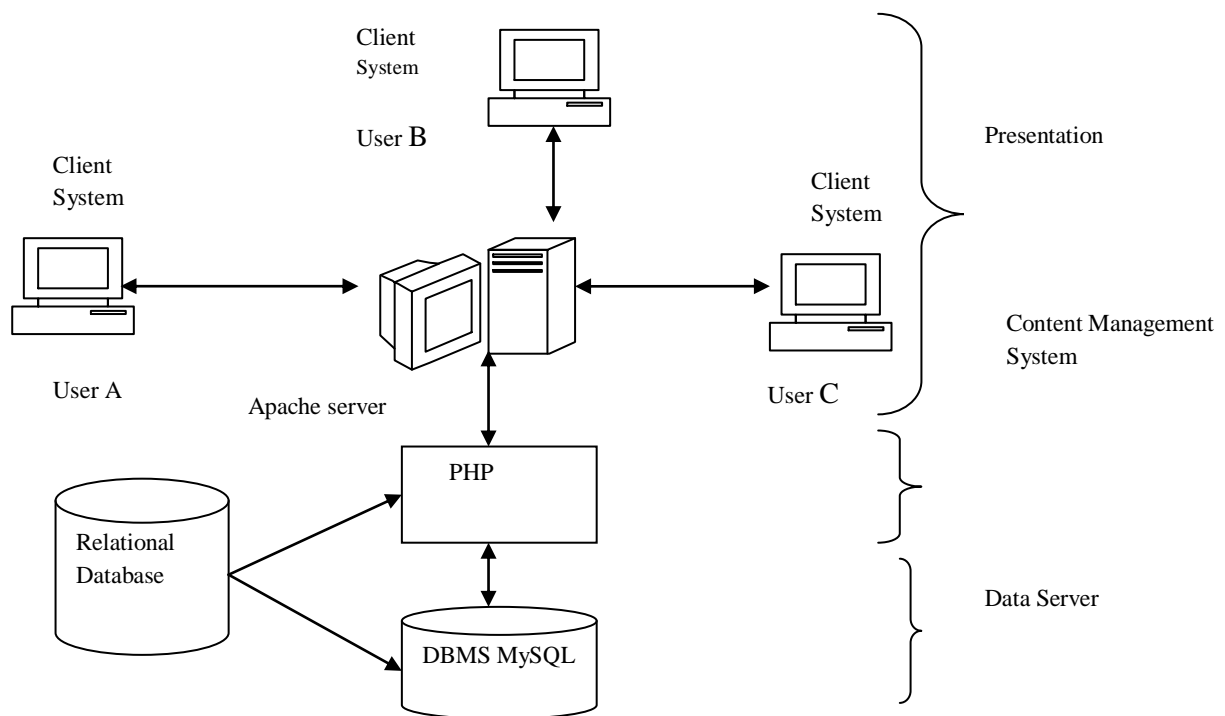 Client
System
User B
Presentation
Client
System
Client
System
Content Management
System
User A
User C
Apache server
PHP
Relational
Database
Data Server
DBMS MySQL